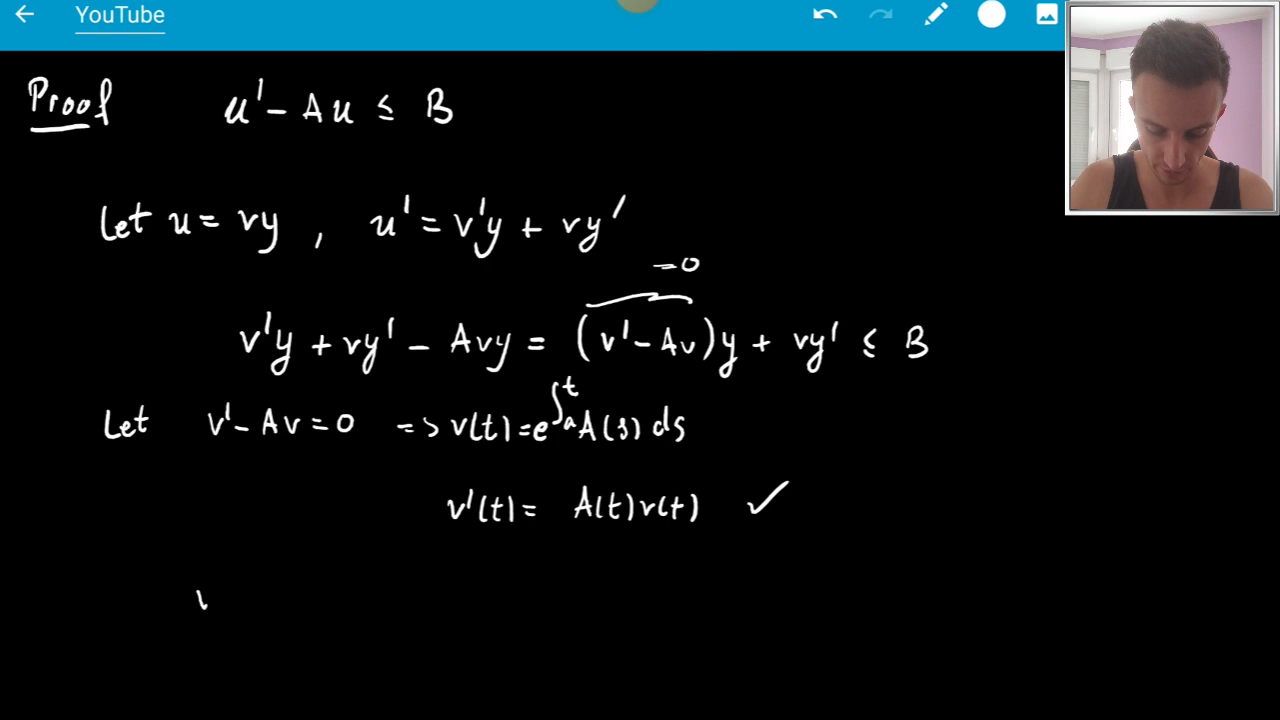 YouTube
Proof u' - Au ≤ B
Let u = vy , u' = v'y + vy'
= 0
v'y + vy' - Avy = (v' - Av)y + vy' ≤ B
Let v' - Av = 0 => v(t) = e^∫_a^t A(s) ds
v'(t) = A(t)v(t) ✓